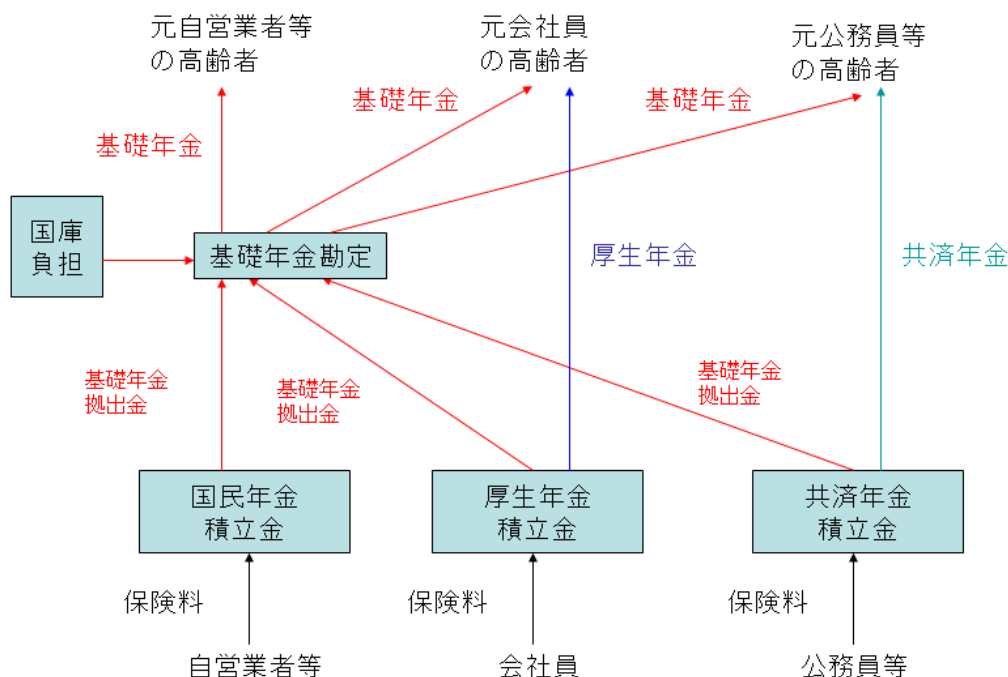 元自営業者等
の高齢者
元会社員
の高齢者
元公務員等
の高齢者
基礎年金
基礎年金
基礎年金
国庫
負担
基礎年金勘定
厚生年金
共済年金
基礎年金
拠出金
基礎年金
拠出金
基礎年金
拠出金
国民年金
積立金
厚生年金
積立金
共済年金
積立金
保険料
保険料
保険料
自営業者等
会社員
公務員等